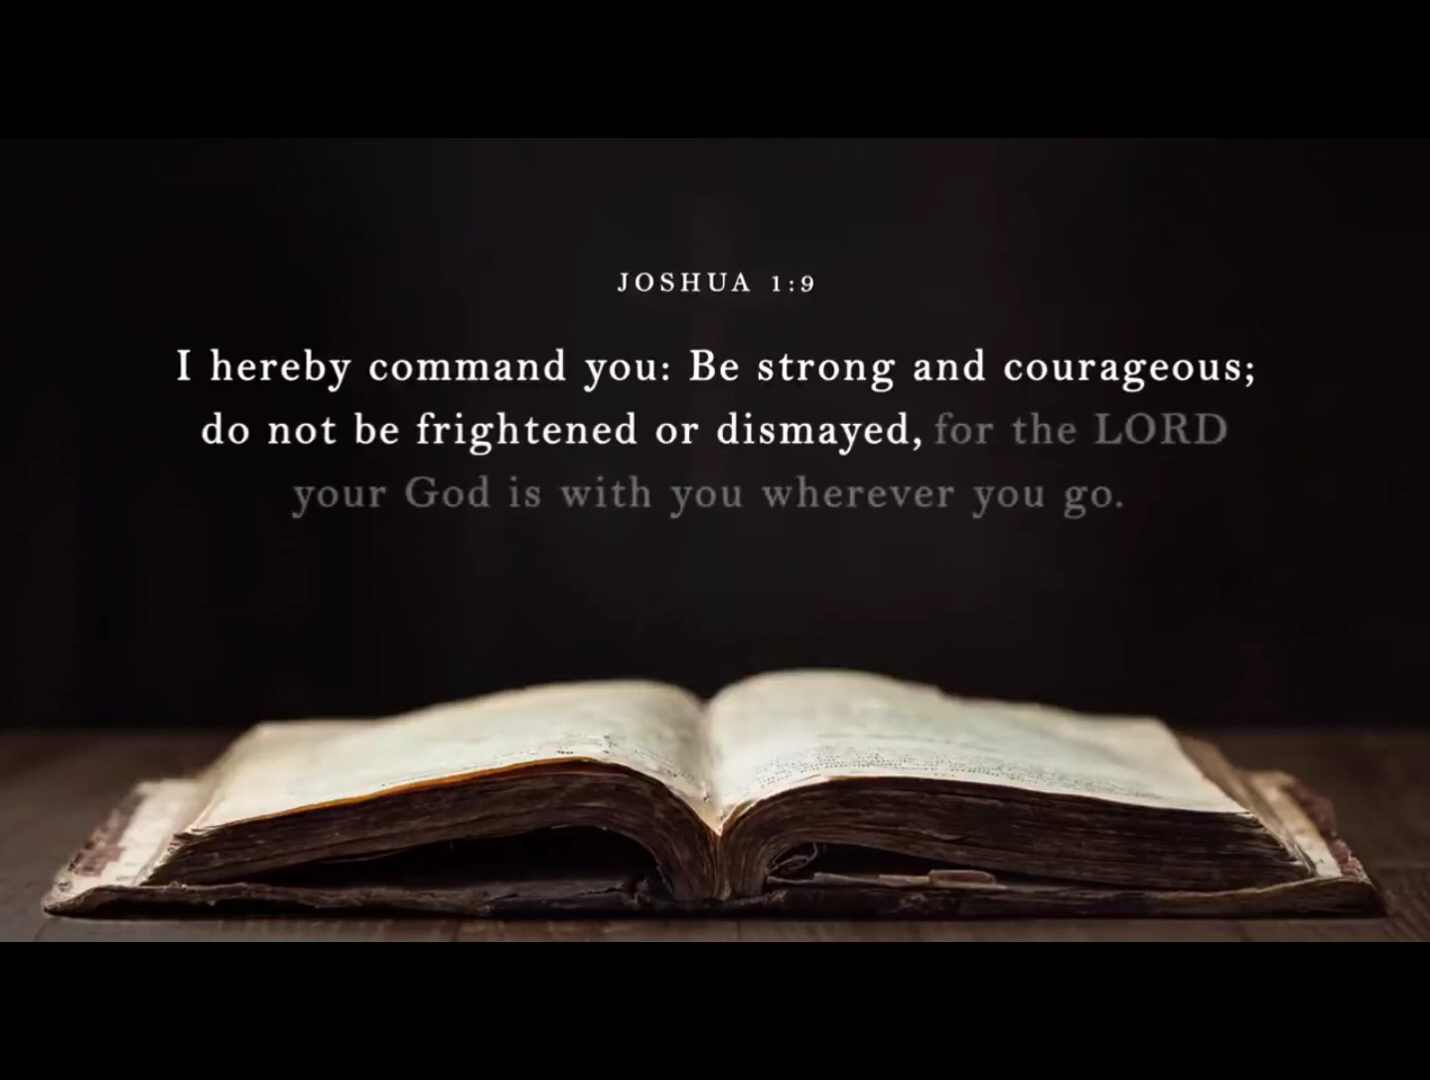 JOSHUA 1:9
I hereby command you: Be strong and courageous;
do not be frightened or dismayed, for the LORD
your God is with you wherever you go.